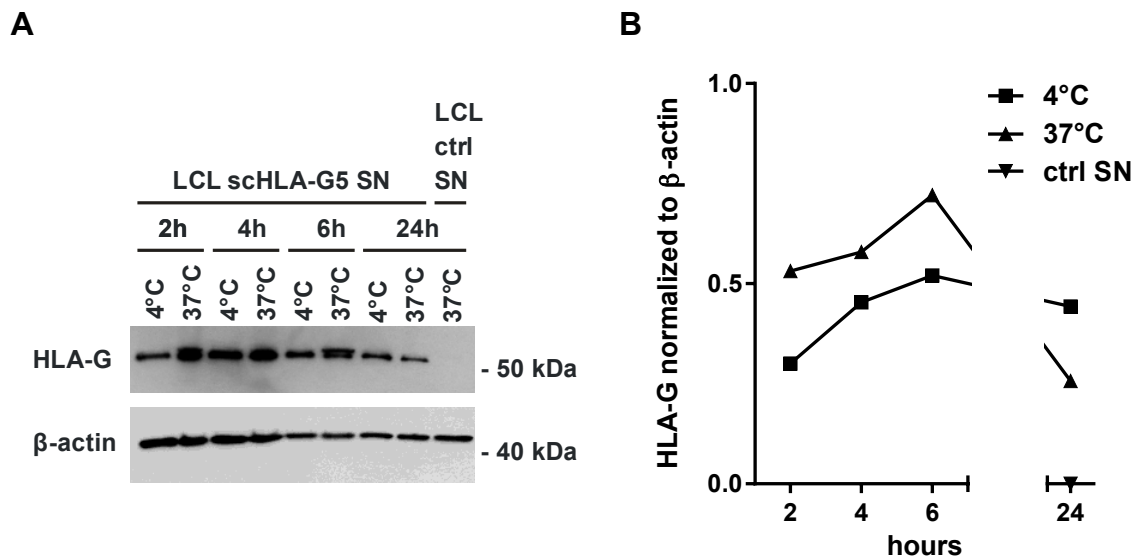 A
LCL
ctrl
SN
LCL scHLA-G5 SN
2h 4h 6h 24h
4°C 37°C 4°C 37°C 4°C 37°C 4°C 37°C 37°C
HLA-G
- 50 kDa
β-actin
- 40 kDa
B
1.0
0.5
0.0
HLA-G normalized to β-actin
4°C
37°C
ctrl SN
2 4 6 24
hours